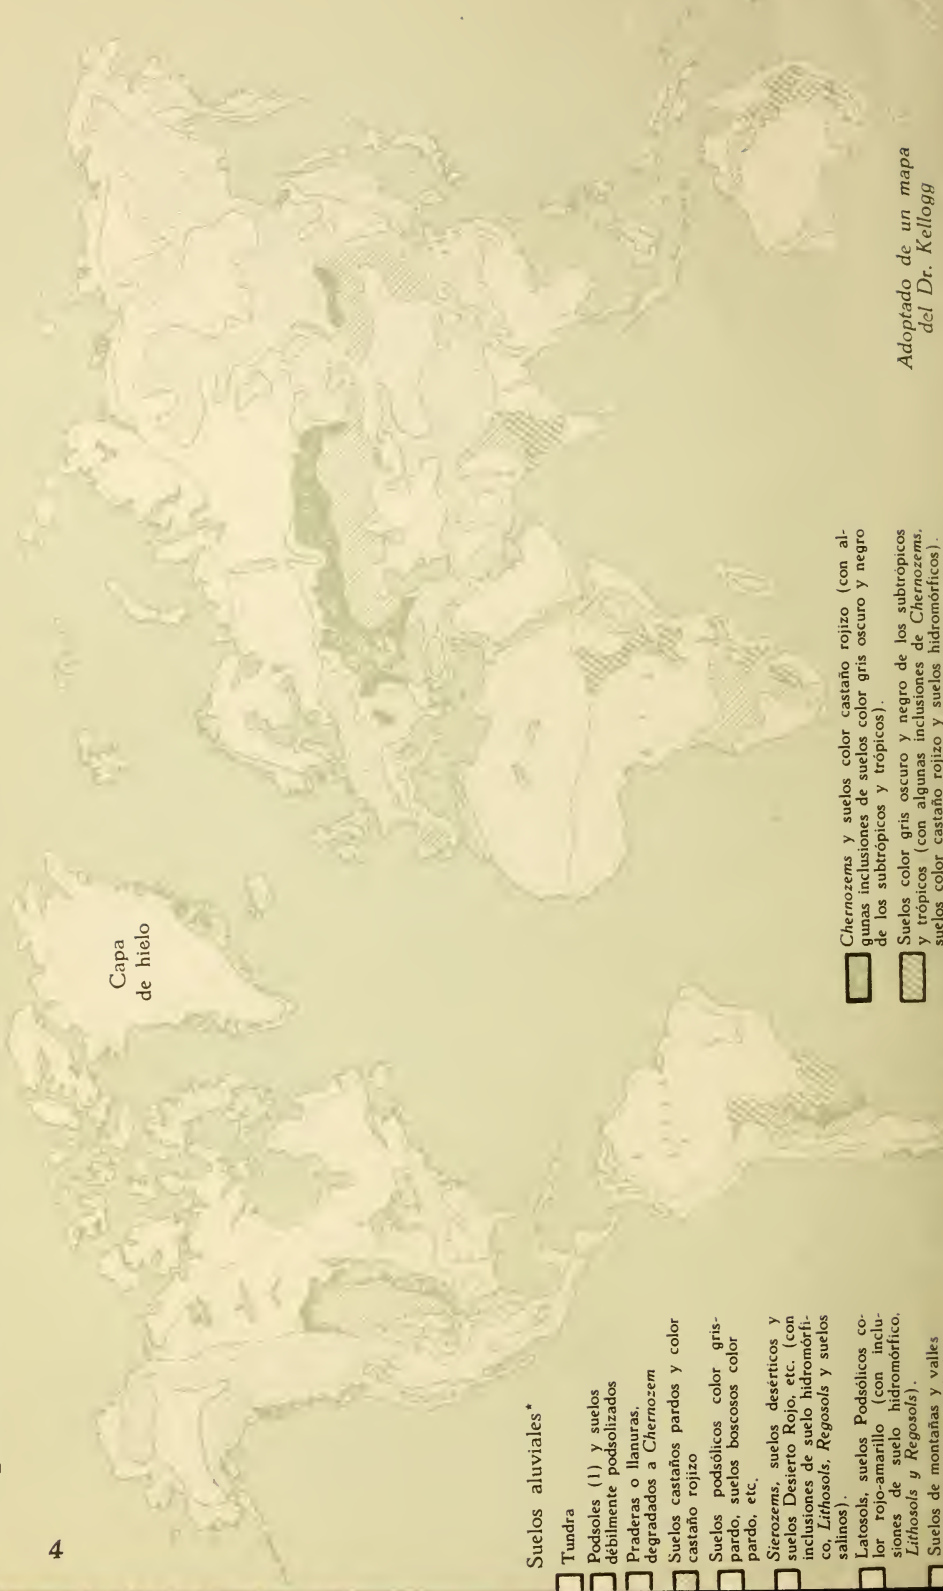 4
Capa
de hielo
Suelos aluviales*
Tundra
Podsoles (1) y suelos
débilmente podsolizados
Praderas o llanuras,
degradados a Chernozem
Suelos castaños pardos y color
castaño rojizo
Suelos podsólicos color gris-
pardo, suelos boscosos color
pardo, etc.
Sierozems, suelos desérticos y
suelos Desierto Rojo, etc. (con
inclusiones de suelo hidromórfi-
co, Lithosols, Regosols y suelos
salinos).
Latosols, suelos Podsólicos co-
lor rojo-amarillo (con inclu-
siones de suelo hidromórfico,
Lithosols y Regosols).
Suelos de montañas y valles
Chernozems y suelos color castaño rojizo (con al-
gunas inclusiones de suelos color gris oscuro y negro
de los subtrópicos y trópicos).
Suelos color gris oscuro y negro de los subtrópicos
y trópicos (con algunas inclusiones de Chernozems,
suelos color castaño rojizo y suelos hidromórficos).
Adoptado de un mapa
del Dr. Kellogg